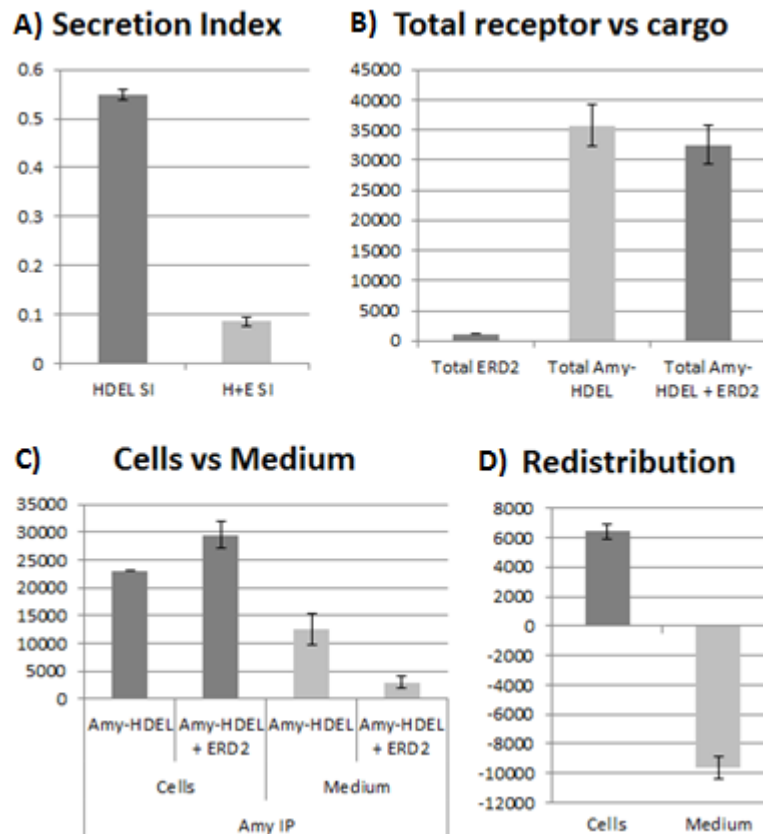 A) Secretion Index
0.6
0.5
0.4
0.3
0.2
0.1
0
HDEL SI
H+E SI
B) Total receptor vs cargo
45000
40000
35000
30000
25000
20000
15000
10000
5000
0
Total ERD2
Total Amy-
HDEL
Total Amy-
HDEL + ERD2
C) Cells vs Medium
35000
30000
25000
20000
15000
10000
5000
0
Amy-HDEL
Amy-HDEL
+ ERD2
Amy-HDEL
Amy-HDEL
+ ERD2
Cells
Medium
Amy IP
D) Redistribution
8000
6000
4000
2000
0
-2000
-4000
-6000
-8000
-10000
-12000
Cells
Medium